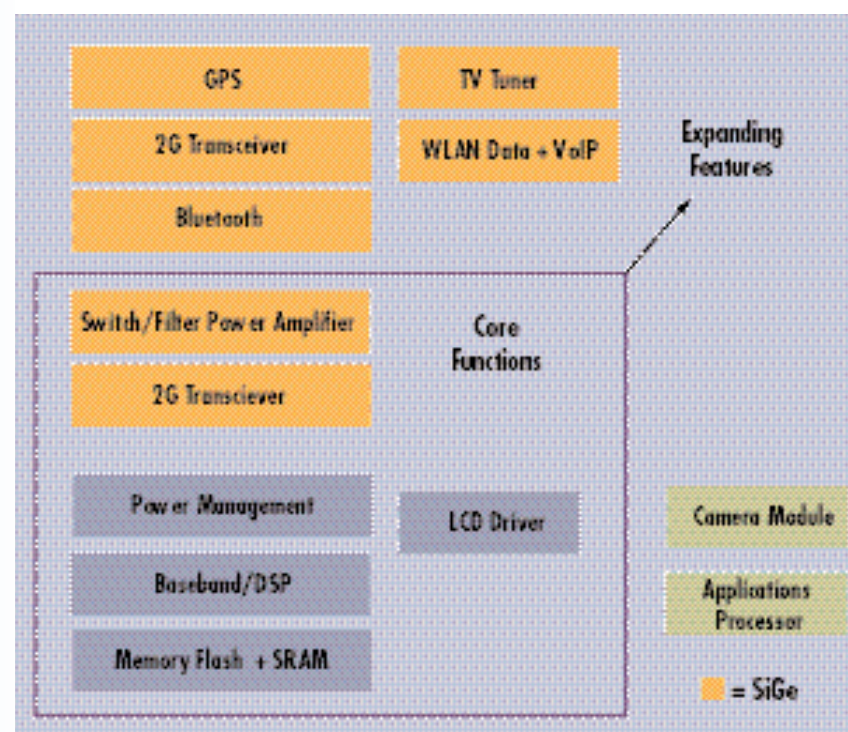 GPS
TV Tuner
2G Transceiver
WLAN Data + VoIP
Expanding
Features
Bluetooth
Switch/Filter Power Amplifier
Core
Functions
2G Transciever
Power Management
LCD Driver
Camera Module
Baseband/DSP
Applications
Processor
Memory Flash + SRAM
= SiGe